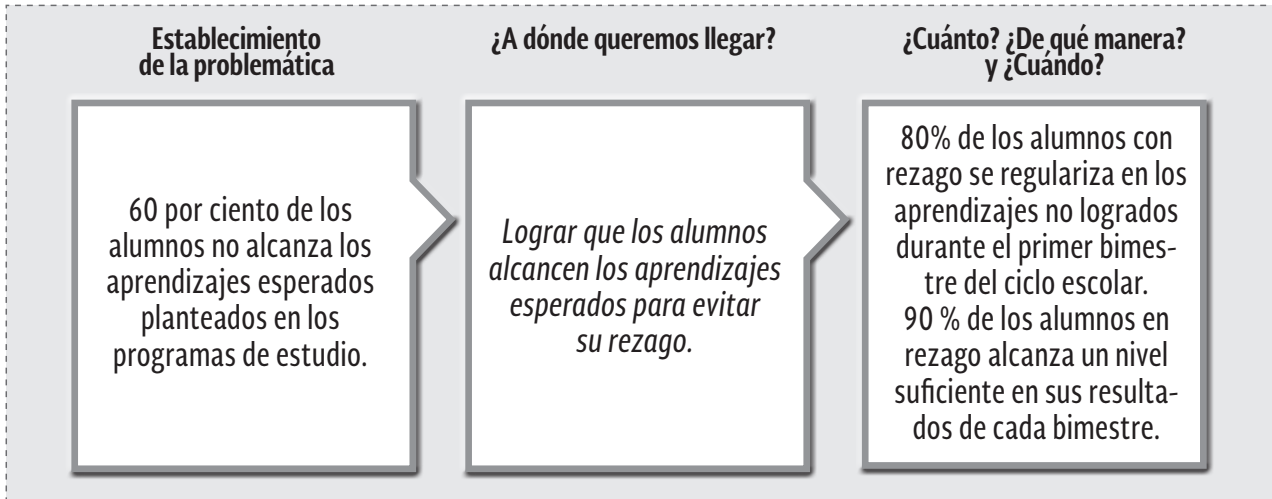 Establecimiento
de la problemática
60 por ciento de los
alumnos no alcanza los
aprendizajes esperados
planteados en los
programas de estudio.
¿A dónde queremos llegar?
Lograr que los alumnos
alcancen los aprendizajes
esperados para evitar
su rezago.
¿Cuánto? ¿De qué manera?
y ¿Cuándo?
80% de los alumnos con
rezago se regulariza en los
aprendizajes no logrados
durante el primer bimes-
tre del ciclo escolar.
90 % de los alumnos en
rezago alcanza un nivel
suficiente en sus resulta-
dos de cada bimestre.